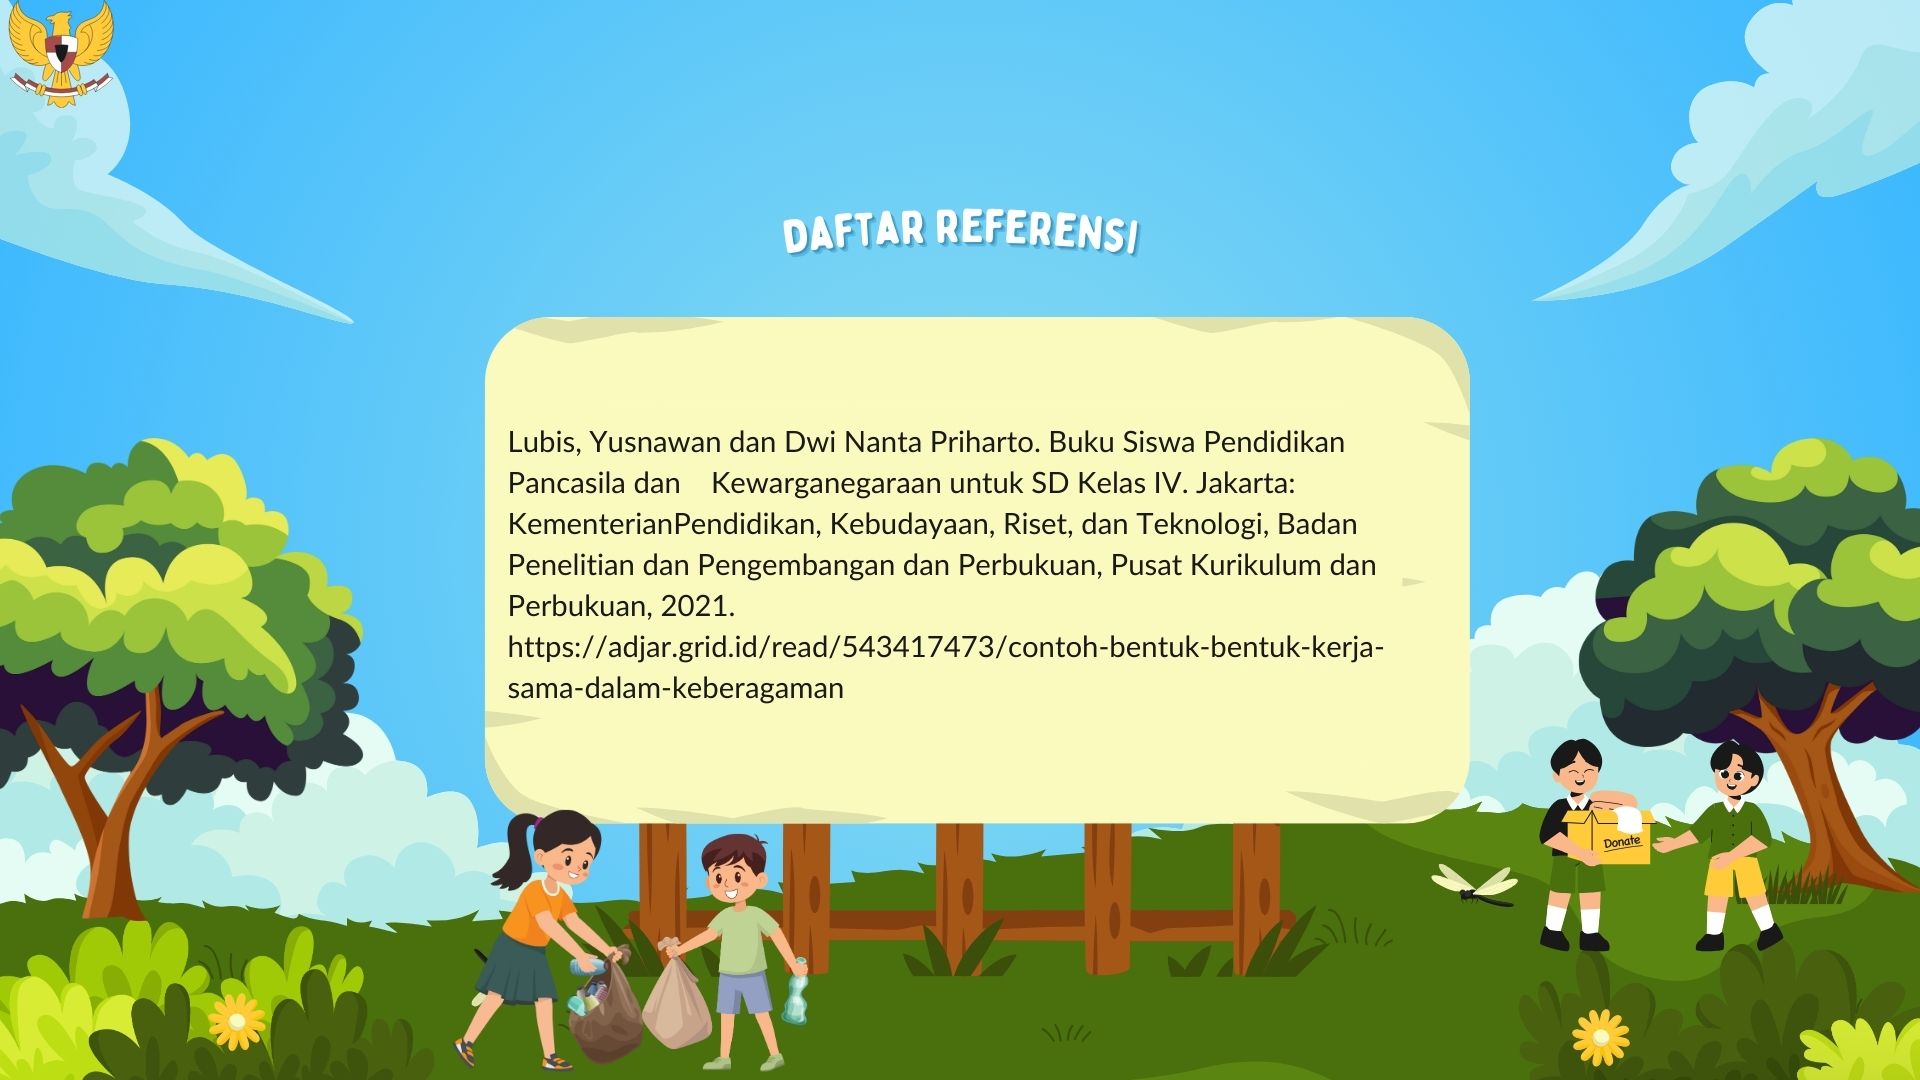 DAFTAR REFERENSI
Lubis, Yusnawan dan Dwi Nanta Priharto. Buku Siswa Pendidikan
Pancasila dan    Kewarganegaraan untuk SD Kelas IV. Jakarta:
KementerianPendidikan, Kebudayaan, Riset, dan Teknologi, Badan
Penelitian dan Pengembangan dan Perbukuan, Pusat Kurikulum dan
Perbukuan, 2021.
https://adjar.grid.id/read/543417473/contoh-bentuk-bentuk-kerja-
sama-dalam-keberagaman
Donate